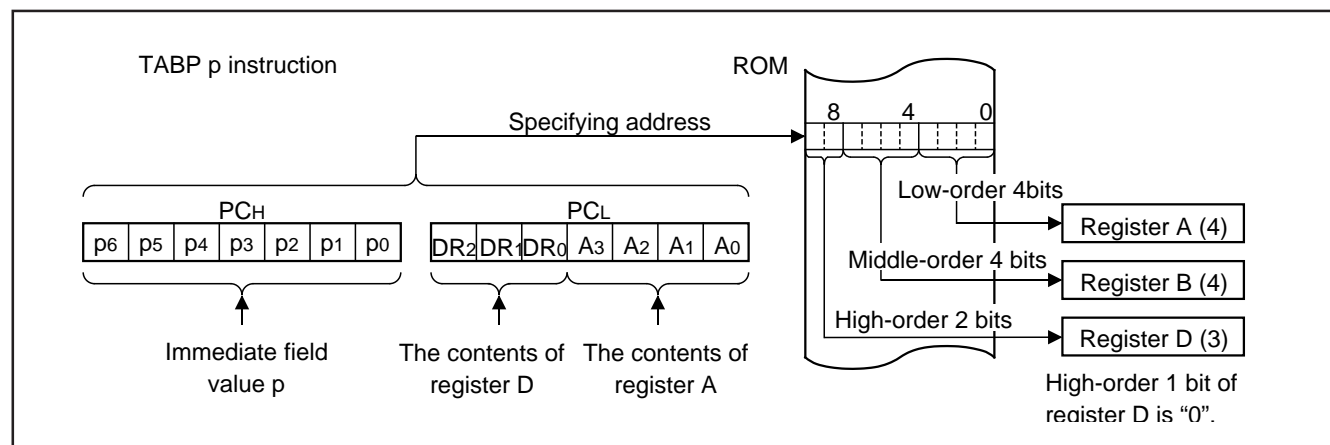 TABP p instruction
ROM
8 4 0
Specifying address
Low-order 4bits
PCH
PCL
p6 p5 p4 p3 p2 p1 p0
DR2 DR1 DR0 A3 A2 A1 A0
Register A (4)
Middle-order 4 bits
Register B (4)
High-order 2 bits
Register D (3)
Immediate field
value p
The contents of
register D
The contents of
register A
High-order 1 bit of
register D is “0”.